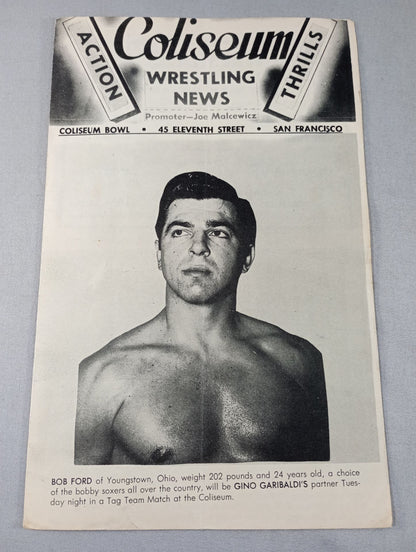 Coliseum
ACTION
THRILLS
WRESTLING
NEWS
Promoter—Joe Malcewicz
COLISEUM BOWL • 45 ELEVENTH STREET • SAN FRANCISCO
BOB FORD of Youngstown, Ohio, weight 202 pounds and 24 years old, a choice
of the bobby soxers all over the country, will be GINO GARIBALDI'S partner Tues-
day night in a Tag Team Match at the Coliseum.